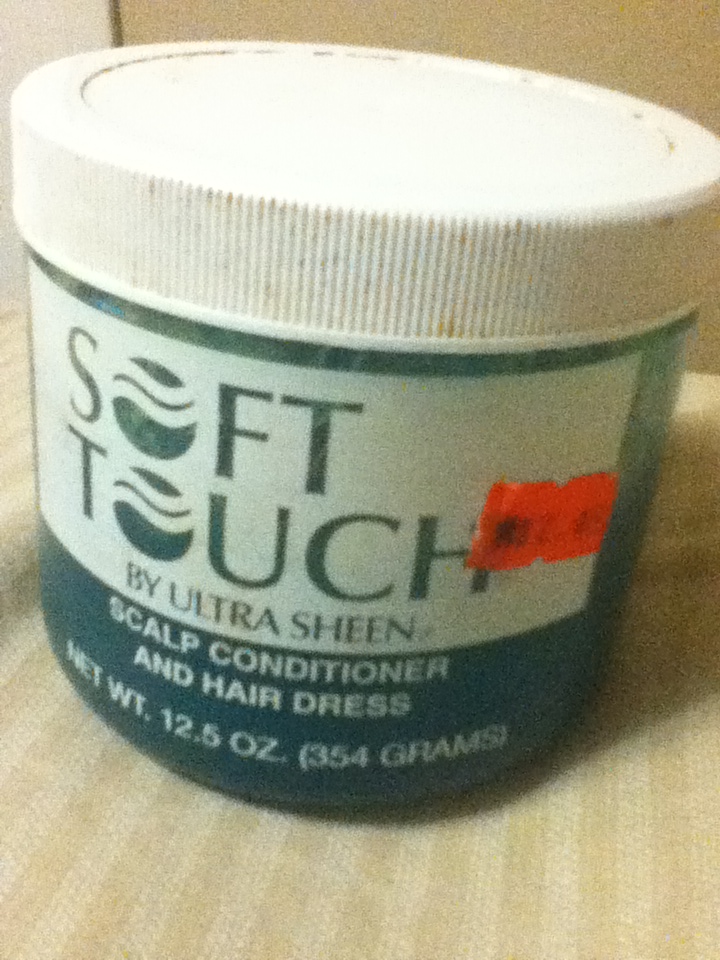 SOFT
TOUCH
BY ULTRA SHEEN
SCALP CONDITIONER
AND HAIR DRESS
NET WT. 12.5 OZ. (354 GRAMS)